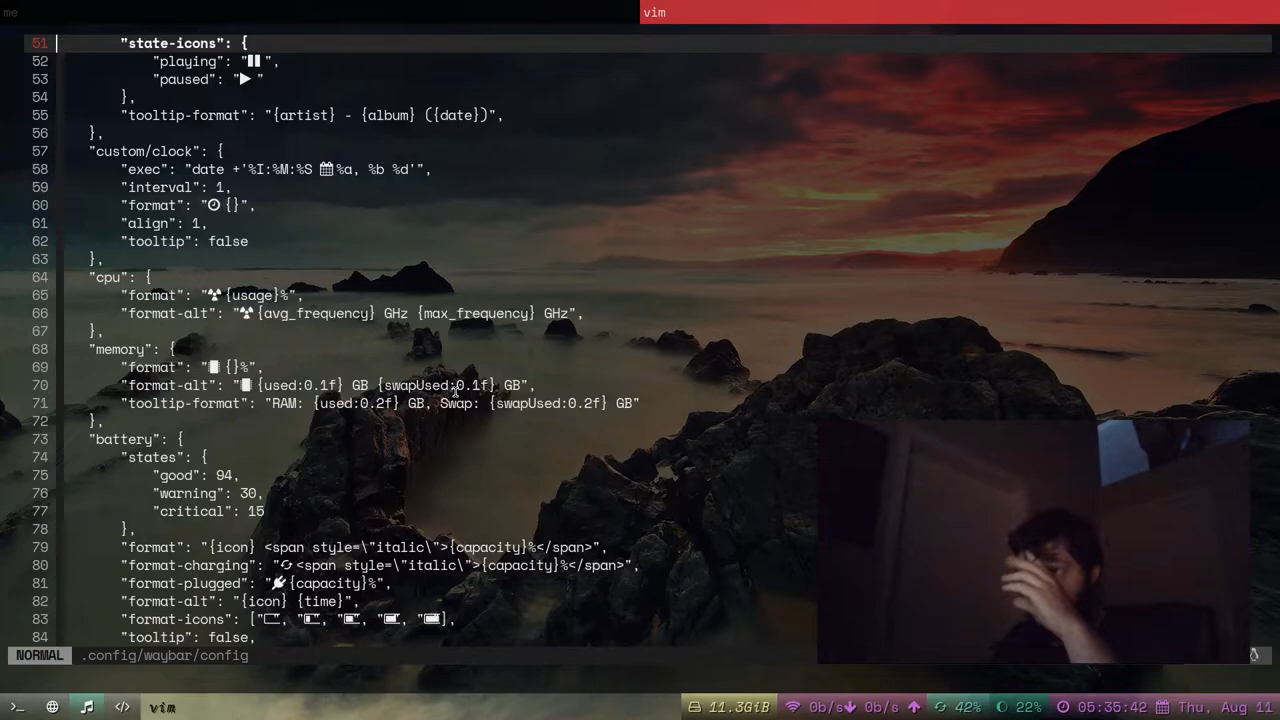 me
vim
51 "state-icons": {
52 "playing": "⏸ ",
53 "paused": "▶ "
54 },
55 "tooltip-format": "{artist} - {album} ({date})",
56 },
57 "custom/clock": {
58 "exec": "date +'%I:%M:%S %a, %b %d'",
59 "interval": 1,
60 "format": " {}",
61 "align": 1,
62 "tooltip": false
63 },
64 "cpu": {
65 "format": " {usage}%",
66 "format-alt": " {avg_frequency} GHz {max_frequency} GHz",
67 },
68 "memory": {
69 "format": " {}%",
70 "format-alt": " {used:0.1f} GB {swapUsed:0.1f} GB",
71 "tooltip-format": "RAM: {used:0.2f} GB, Swap: {swapUsed:0.2f} GB"
72 },
73 "battery": {
74 "states": {
75 "good": 94,
76 "warning": 30,
77 "critical": 15
78 },
79 "format": "{icon} <span style=\"italic\">{capacity}%</span>",
80 "format-charging": " <span style=\"italic\">{capacity}%</span>",
81 "format-plugged": " {capacity}%",
82 "format-alt": "{icon} {time}",
83 "format-icons": ["", "", "", "", ""],
84 "tooltip": false,
NORMAL .config/waybar/config
>_ </> vim 11.3GiB 0b/s 0b/s 42% 22% 05:35:42 Thu, Aug 11